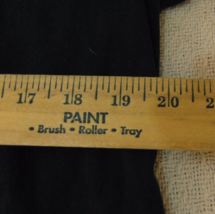 17 18 19 20 2
PAINT
• Brush • Roller • Tray